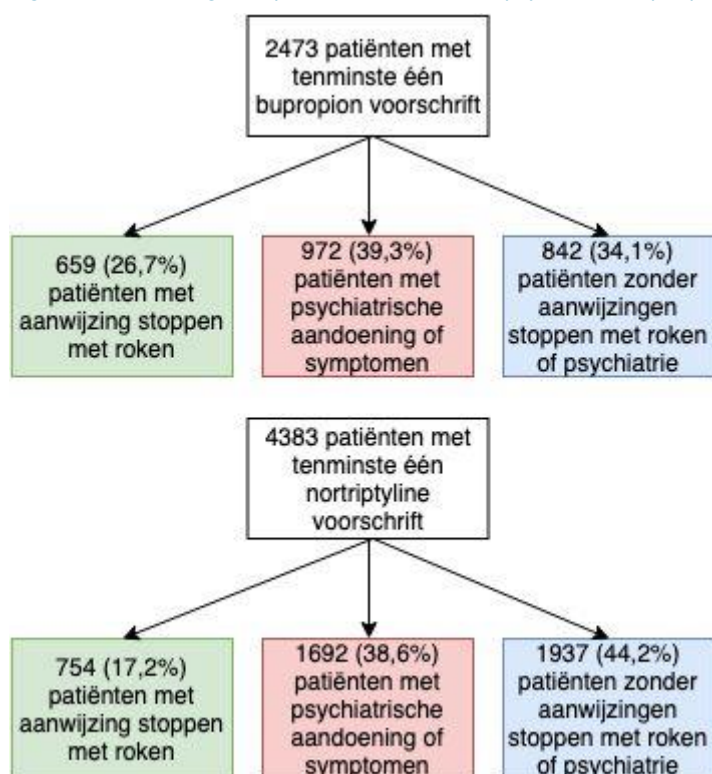 2473 patiënten met
tenminste één
bupropion voorschrift
659 (26,7%)
patiënten met
aanwijzing stoppen
met roken
972 (39,3%)
patiënten met
psychiatrische
aandoening of
symptomen
842 (34,1%)
patiënten zonder
aanwijzingen
stoppen met roken
of psychiatrie
4383 patiënten met
tenminste één
nortriptyline
voorschrift
754 (17,2%)
patiënten met
aanwijzing stoppen
met roken
1692 (38,6%)
patiënten met
psychiatrische
aandoening of
symptomen
1937 (44,2%)
patiënten zonder
aanwijzingen
stoppen met roken
of psychiatrie